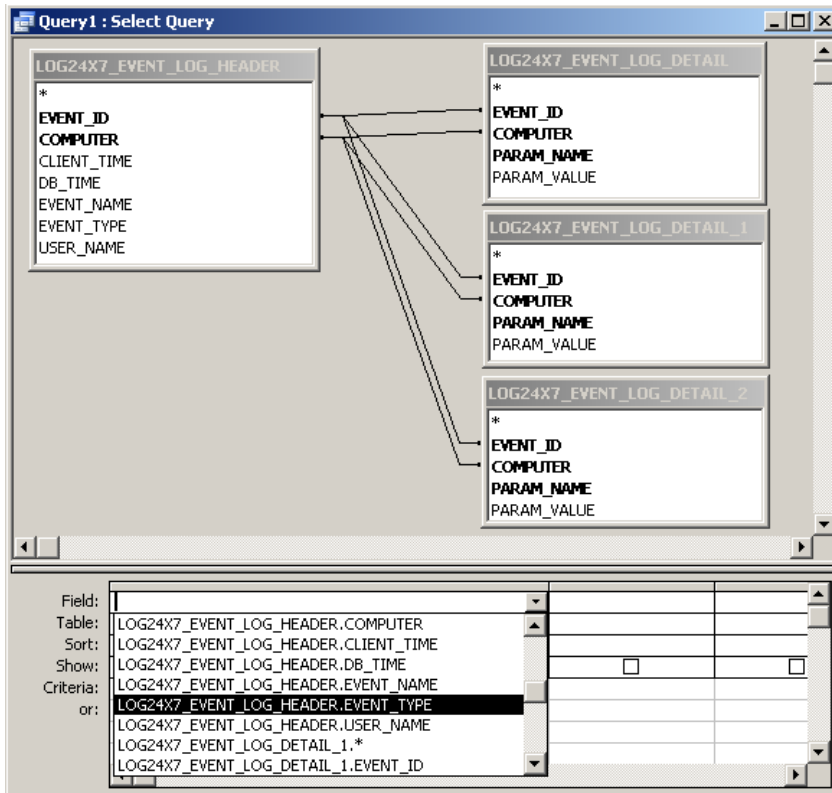 Query1 : Select Query
LOG24X7_EVENT_LOG_HEADER
*
EVENT_ID
COMPUTER
CLIENT_TIME
DB_TIME
EVENT_NAME
EVENT_TYPE
USER_NAME
LOG24X7_EVENT_LOG_DETAIL
*
EVENT_ID
COMPUTER
PARAM_NAME
PARAM_VALUE
LOG24X7_EVENT_LOG_DETAIL_1
*
EVENT_ID
COMPUTER
PARAM_NAME
PARAM_VALUE
LOG24X7_EVENT_LOG_DETAIL_2
*
EVENT_ID
COMPUTER
PARAM_NAME
PARAM_VALUE
Field:
Table:
Sort:
Show:
Criteria:
or:
LOG24X7_EVENT_LOG_HEADER.COMPUTER
LOG24X7_EVENT_LOG_HEADER.CLIENT_TIME
LOG24X7_EVENT_LOG_HEADER.DB_TIME
LOG24X7_EVENT_LOG_HEADER.EVENT_NAME
LOG24X7_EVENT_LOG_HEADER.EVENT_TYPE
LOG24X7_EVENT_LOG_HEADER.USER_NAME
LOG24X7_EVENT_LOG_DETAIL_1.*
LOG24X7_EVENT_LOG_DETAIL_1.EVENT_ID